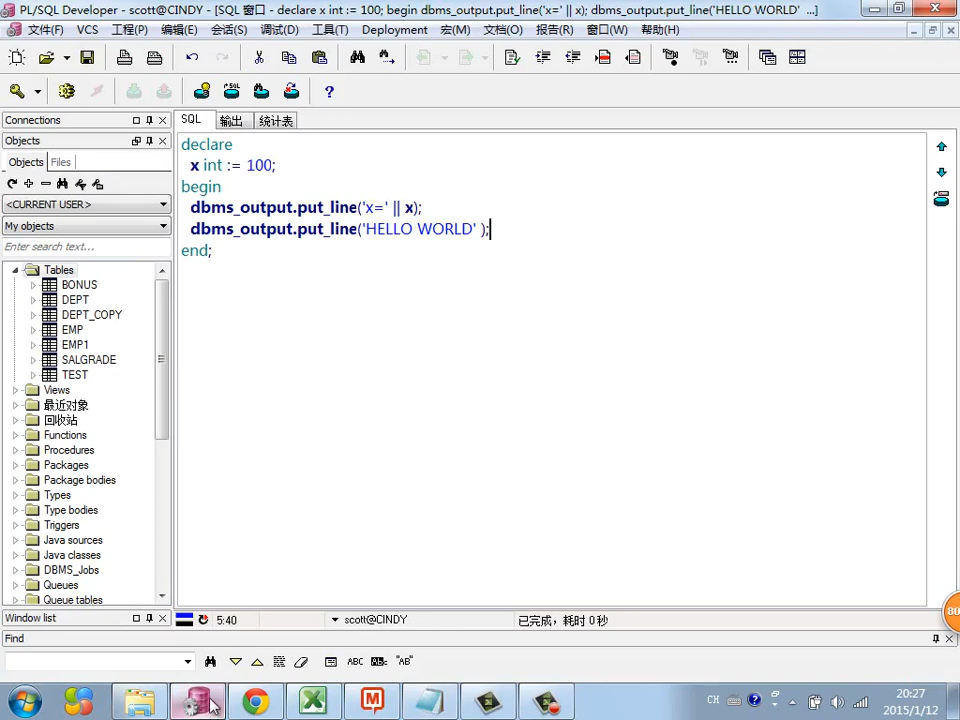 PL/SQL Developer - scott@CINDY - [SQL 窗口 - declare x int := 100; begin dbms_output.put_line('x=' || x); dbms_output.put_line('HELLO WORLD' ...]
文件(F) VCS 工程(P) 编辑(E) 会话(S) 调试(D) 工具(T) Deployment 宏(M) 文档(O) 报告(R) 窗口(W) 帮助(H)
Connections
Objects
Objects Files
<CURRENT USER>
My objects
Enter search text...
Tables
BONUS
DEPT
DEPT_COPY
EMP
EMP1
SALGRADE
TEST
Views
最近对象
回收站
Functions
Procedures
Packages
Package bodies
Types
Type bodies
Triggers
Java sources
Java classes
DBMS_Jobs
Queues
Queue tables
SQL 输出 统计表
declare
x int := 100;
begin
dbms_output.put_line('x=' || x);
dbms_output.put_line('HELLO WORLD' );
end;
80
Window list
5:40 scott@CINDY 已完成，耗时 0 秒
Find
ABC ABc "AB"
CH
20:27
2015/1/12